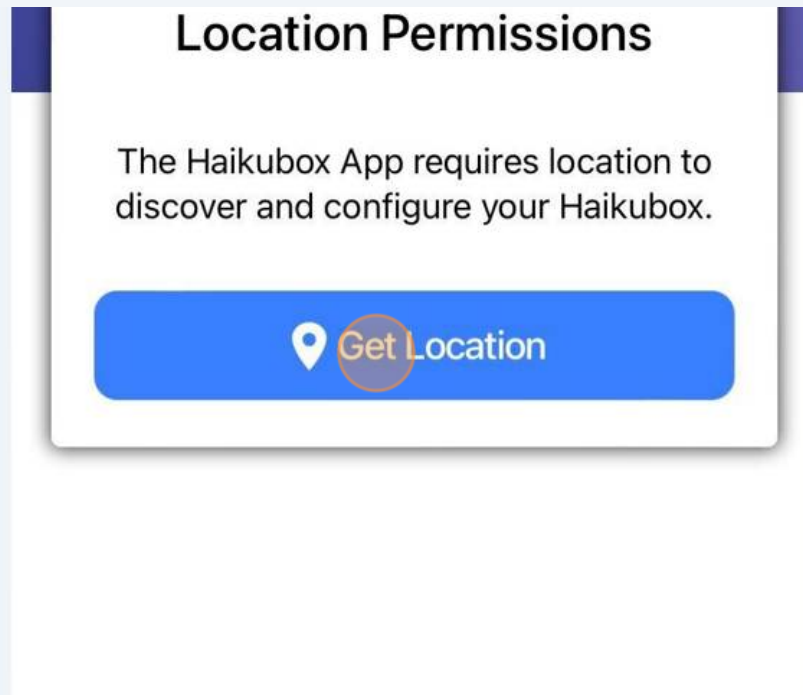 Location Permissions
The Haikubox App requires location to
discover and configure your Haikubox.
Get Location